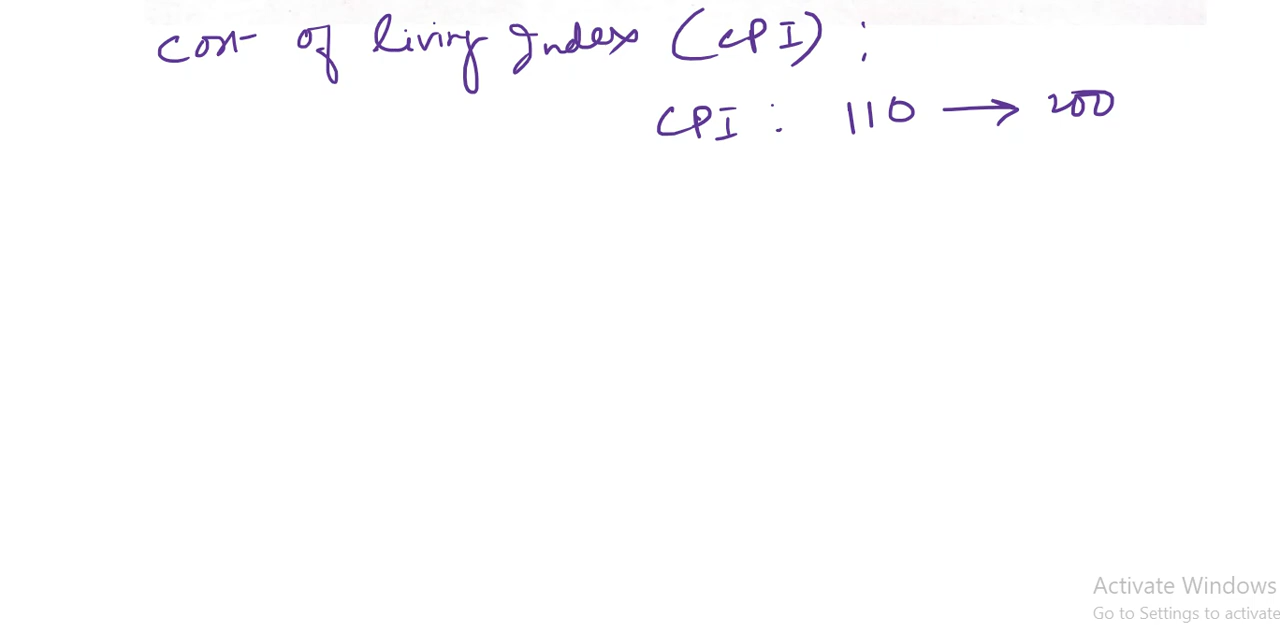 Cost of living Index (CPI) :
CPI : 110 → 200
Activate Windows
Go to Settings to activate